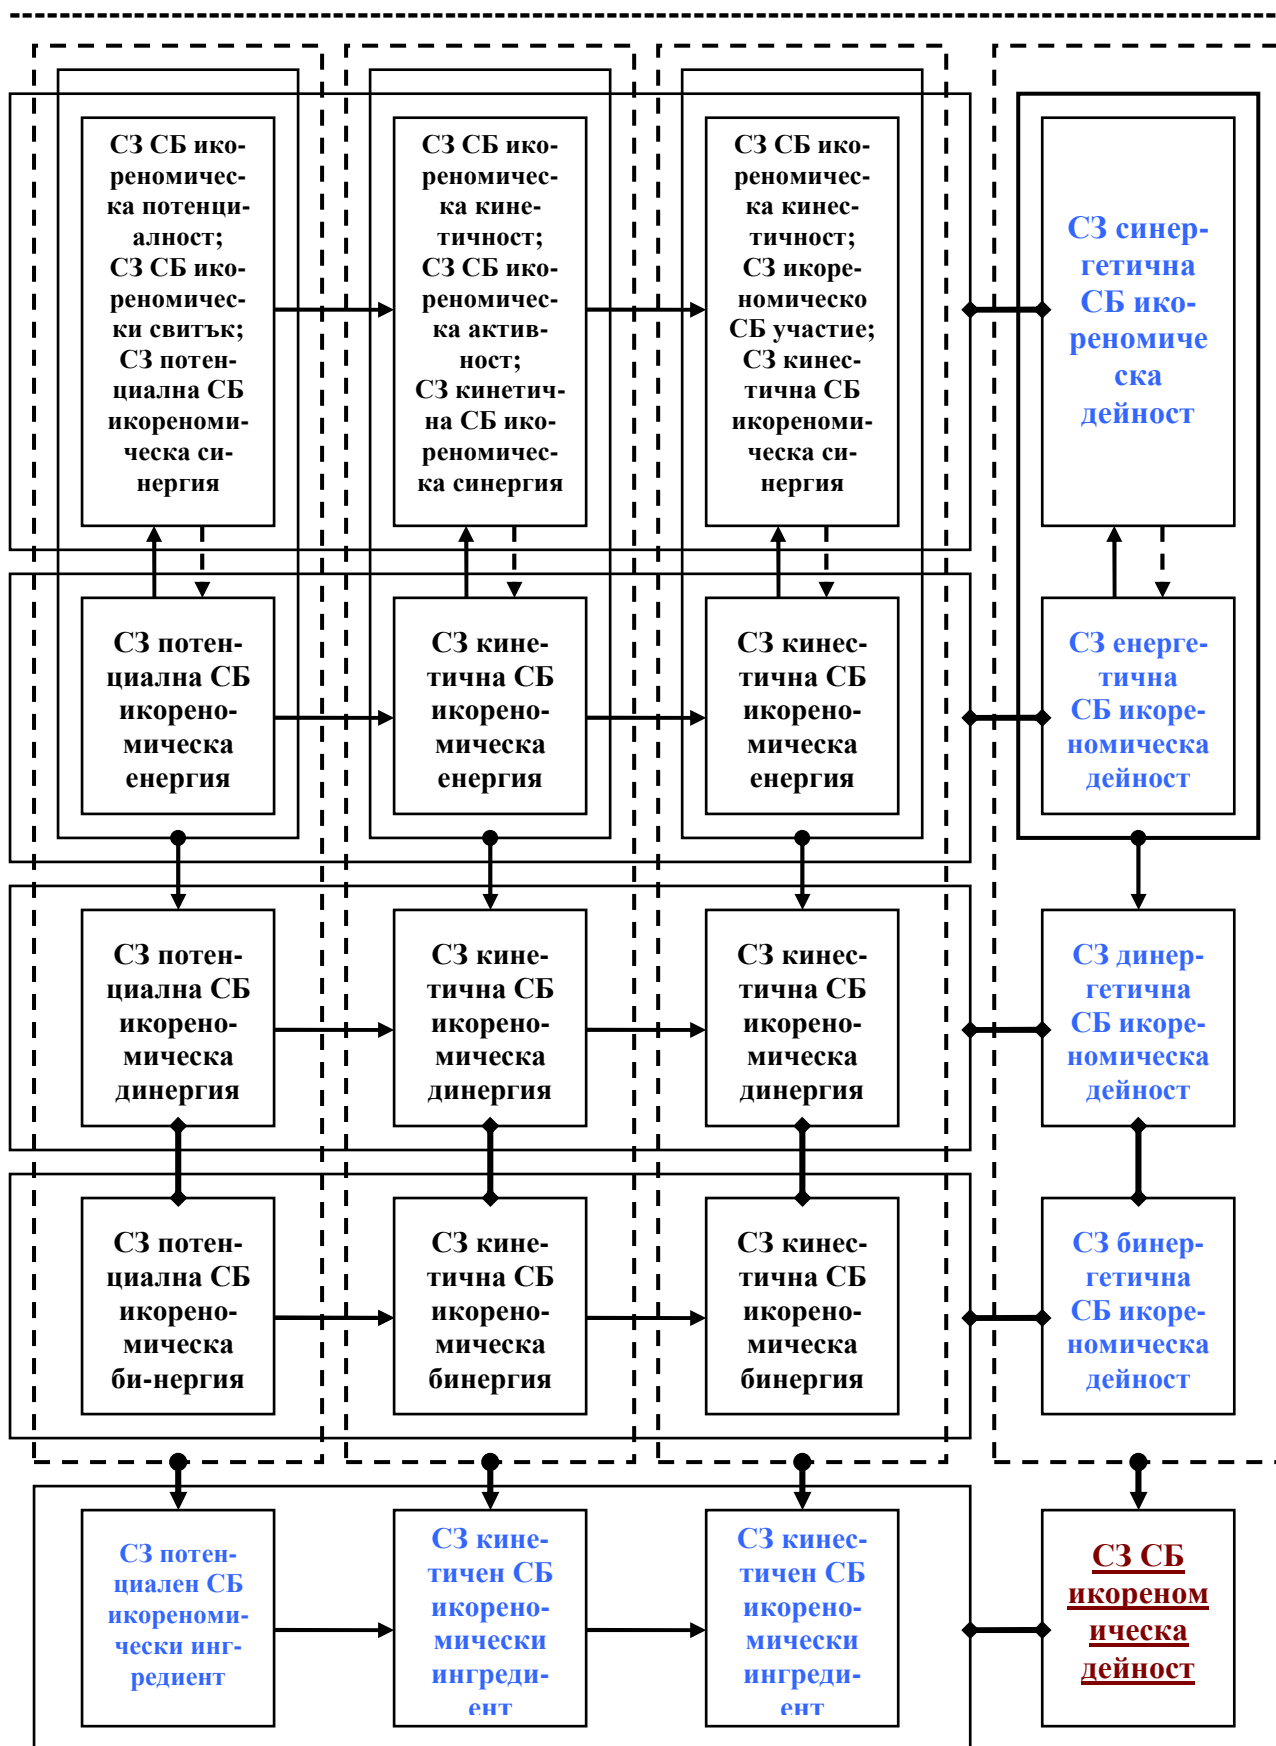 СЗ СБ ико-
реномичес-
ка потенци-
алност;
СЗ СБ ико-
реномичес-
ки свитък;
СЗ потен-
циална СБ
икореноми-
ческа си-
нергия
СЗ СБ ико-
реномичес-
ка кине-
тичност;
СЗ СБ ико-
реномичес-
ка актив-
ност;
СЗ кинетич-
на СБ ико-
реномичес-
ка синергия
СЗ СБ ико-
реномичес-
ка кинес-
тичност;
СЗ икоре-
номическо
СБ участие;
СЗ кинес-
тична СБ
икореноми-
ческа си-
нергия
СЗ синер-
гетична
СБ ико-
реномиче
ска
дейност
СЗ потен-
циална СБ
икорено-
мическа
енергия
СЗ кине-
тична СБ
икорено-
мическа
енергия
СЗ кинес-
тична СБ
икорено-
мическа
енергия
СЗ енерге-
тична
СБ икоре-
номическа
дейност
СЗ потен-
циална СБ
икорено-
мическа
динергия
СЗ кине-
тична СБ
икорено-
мическа
динергия
СЗ кинес-
тична СБ
икорено-
мическа
динергия
СЗ динер-
гетична
СБ икоре-
номическа
дейност
СЗ потен-
циална СБ
икорено-
мическа
би-нергия
СЗ кине-
тична СБ
икорено-
мическа
бинергия
СЗ кинес-
тична СБ
икорено-
мическа
бинергия
СЗ бинер-
гетична
СБ икоре-
номическа
дейност
СЗ потен-
циален СБ
икореноми-
чески инг-
редиент
СЗ кине-
тичен СБ
икорено-
мически
ингреди-
ент
СЗ кинес-
тичен СБ
икорено-
мически
ингреди-
ент
СЗ СБ
икореном
ическа
дейност